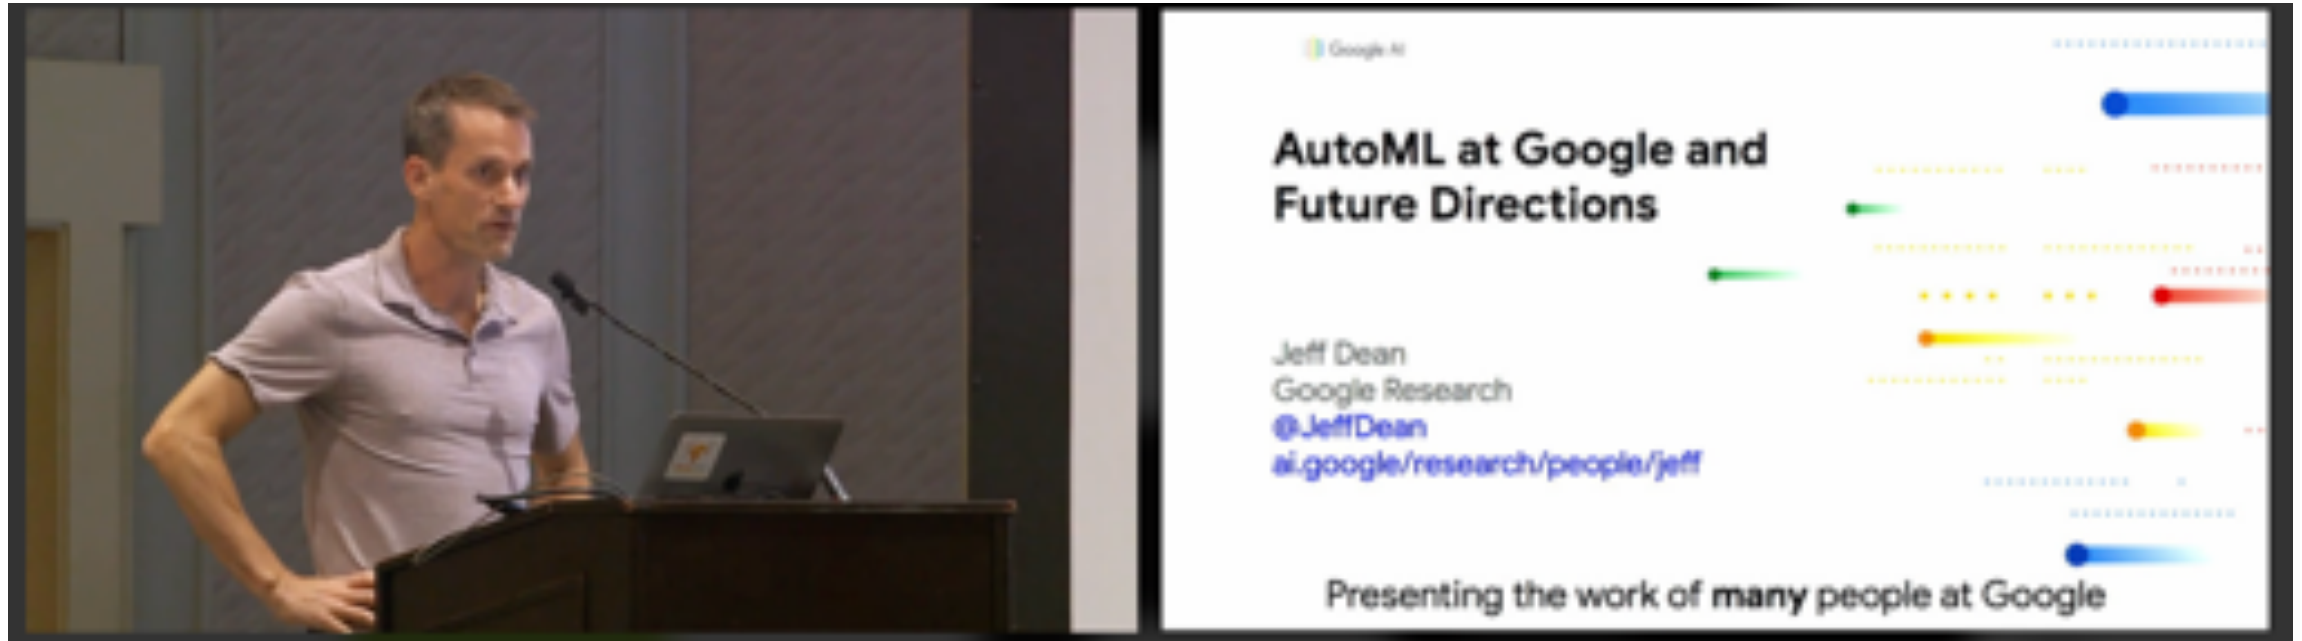 Google AI
AutoML at Google and
Future Directions
Jeff Dean
Google Research
@JeffDean
ai.google/research/people/jeff
Presenting the work of many people at Google